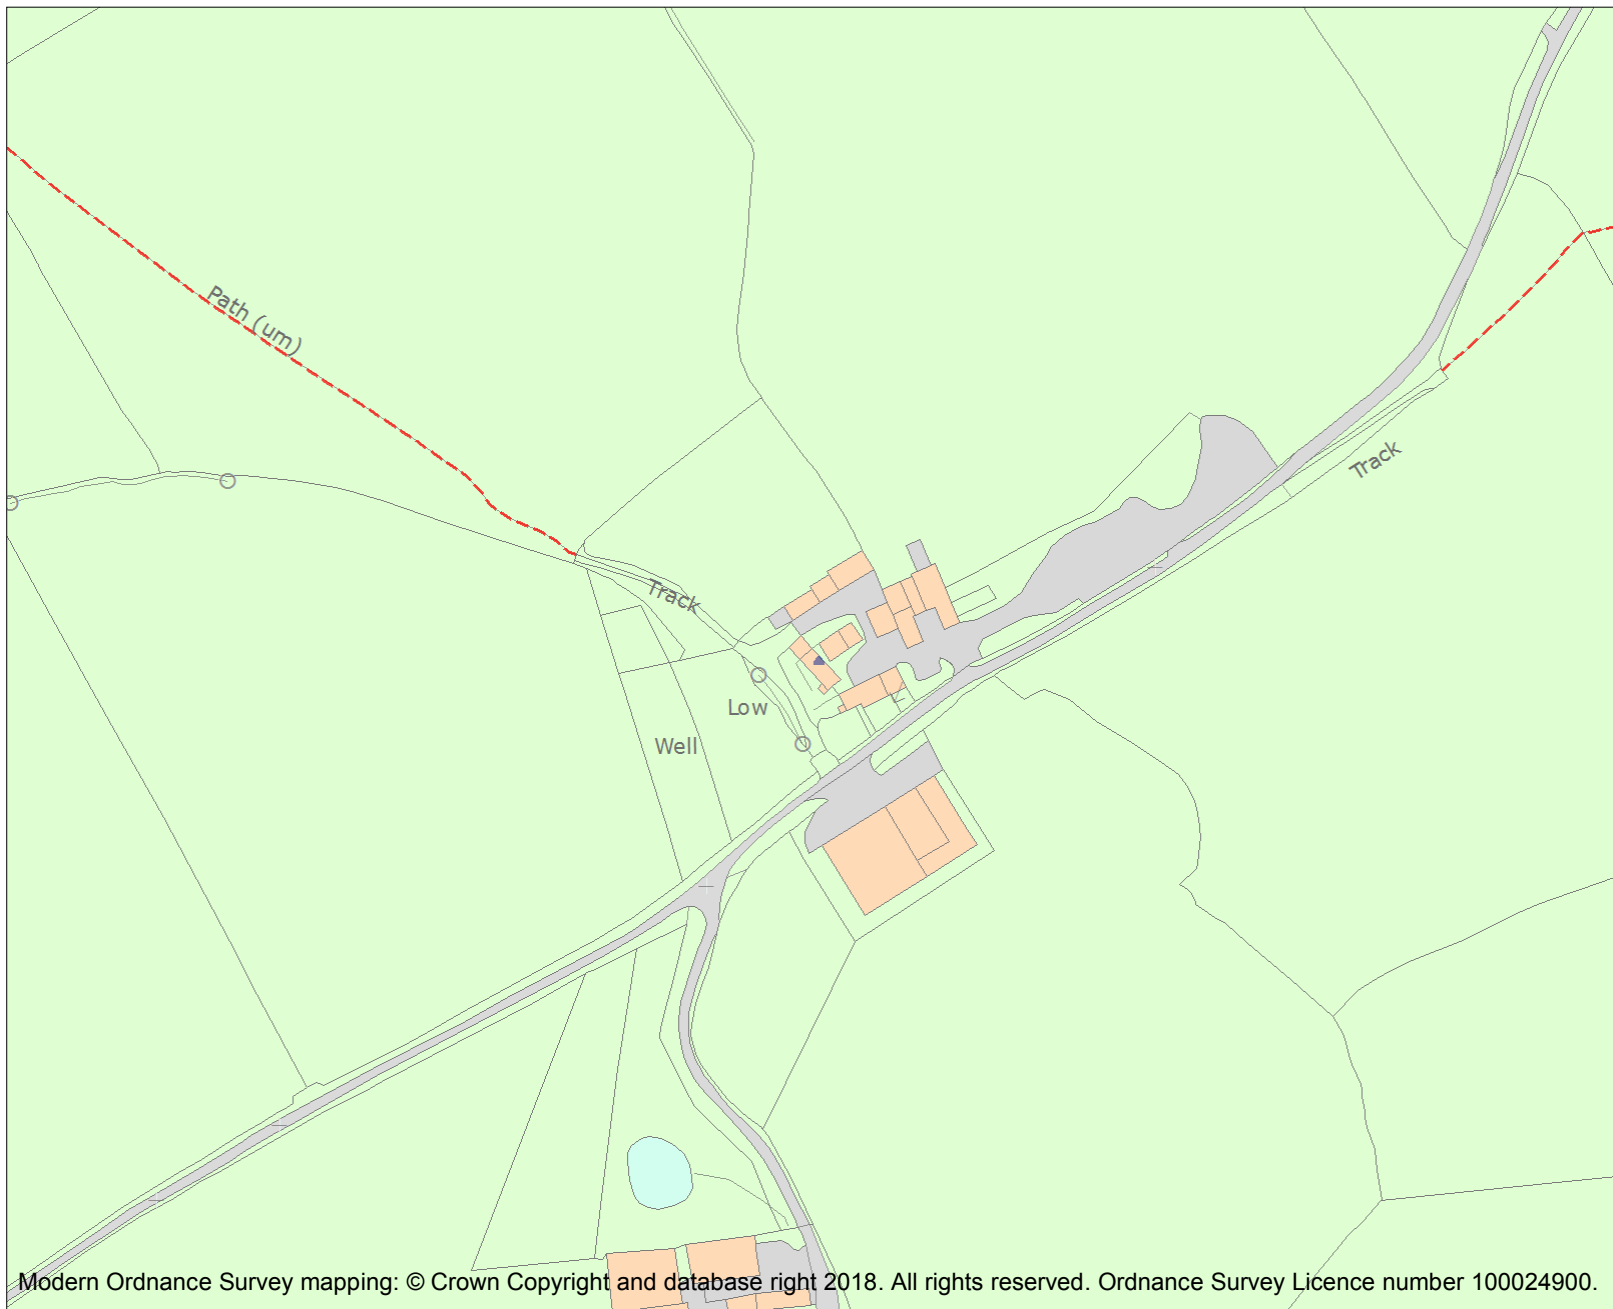 Path (um)
Track
Track
Low
Well
Modern Ordnance Survey mapping: © Crown Copyright and database right 2018. All rights reserved. Ordnance Survey Licence number 100024900.